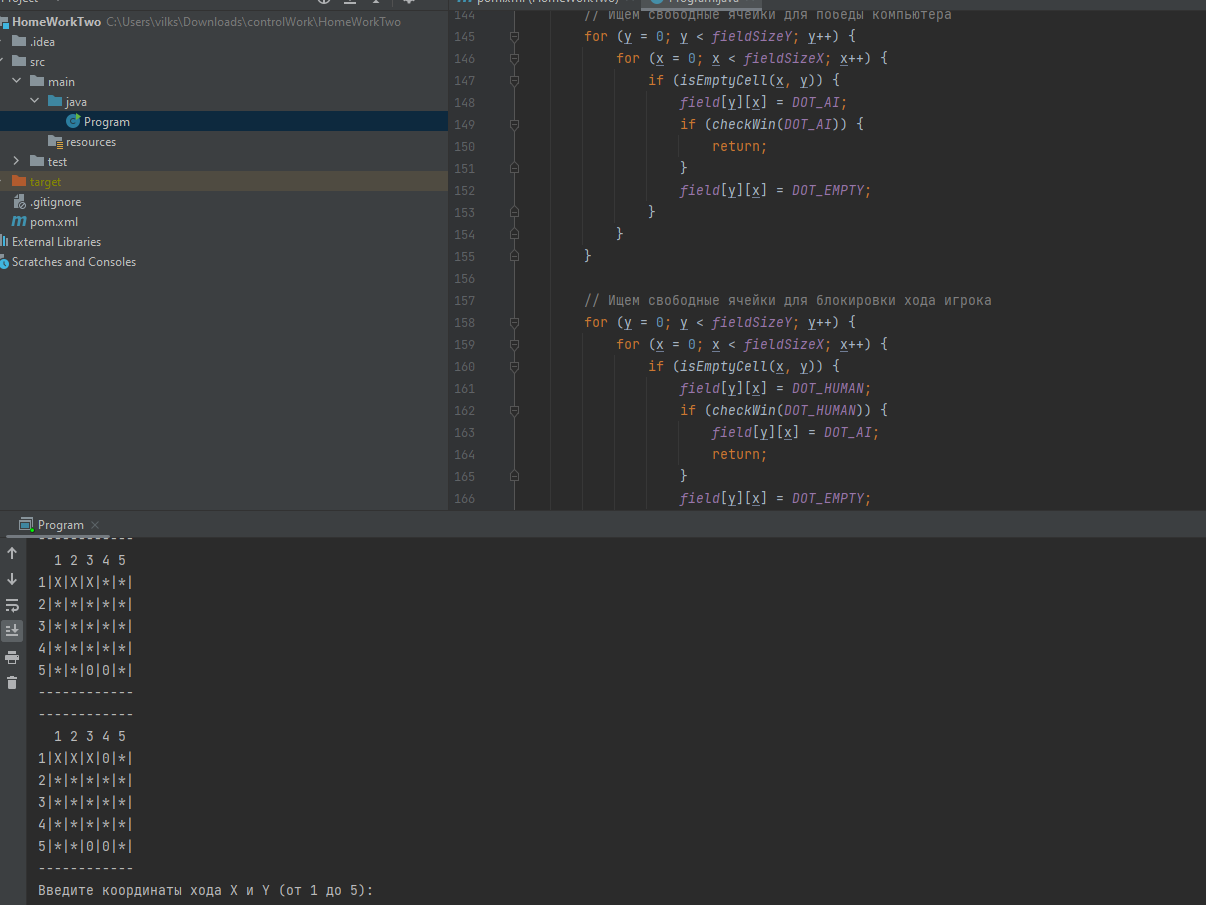 HomeWorkTwo C:\Users\vilks\Downloads\controlWork\HomeWorkTwo
.idea
src
main
java
Program
resources
test
target
.gitignore
pom.xml
External Libraries
Scratches and Consoles
144 // Ищем свободные ячейки для победы компьютера
145 for (y = 0; y < fieldSizeY; y++) {
146 for (x = 0; x < fieldSizeX; x++) {
147 if (isEmptyCell(x, y)) {
148 field[y][x] = DOT_AI;
149 if (checkWin(DOT_AI)) {
150 return;
151 }
152 field[y][x] = DOT_EMPTY;
153 }
154 }
155 }
156
157 // Ищем свободные ячейки для блокировки хода игрока
158 for (y = 0; y < fieldSizeY; y++) {
159 for (x = 0; x < fieldSizeX; x++) {
160 if (isEmptyCell(x, y)) {
161 field[y][x] = DOT_HUMAN;
162 if (checkWin(DOT_HUMAN)) {
163 field[y][x] = DOT_AI;
164 return;
165 }
166 field[y][x] = DOT_EMPTY;
Program
------------
1 2 3 4 5
1|X|X|X|*|*|
2|*|*|*|*|*|
3|*|*|*|*|*|
4|*|*|*|*|*|
5|*|*|0|0|*|
------------
------------
1 2 3 4 5
1|X|X|X|0|*|
2|*|*|*|*|*|
3|*|*|*|*|*|
4|*|*|*|*|*|
5|*|*|0|0|*|
------------
Введите координаты хода X и Y (от 1 до 5):